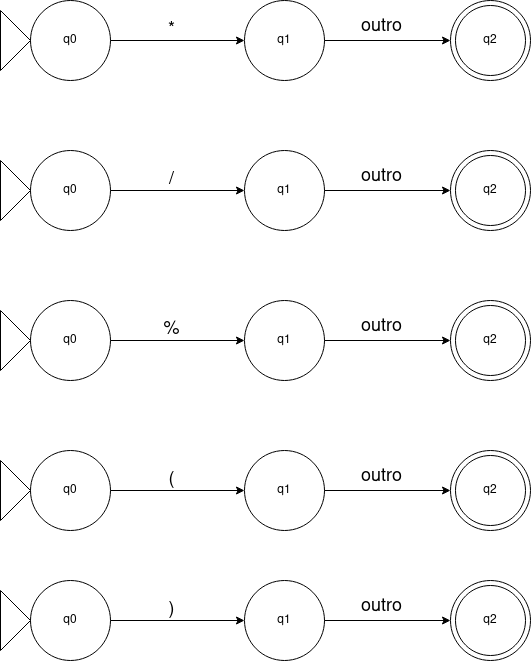 * outro
q0 q1 q2
/ outro
q0 q1 q2
% outro
q0 q1 q2
( outro
q0 q1 q2
) outro
q0 q1 q2